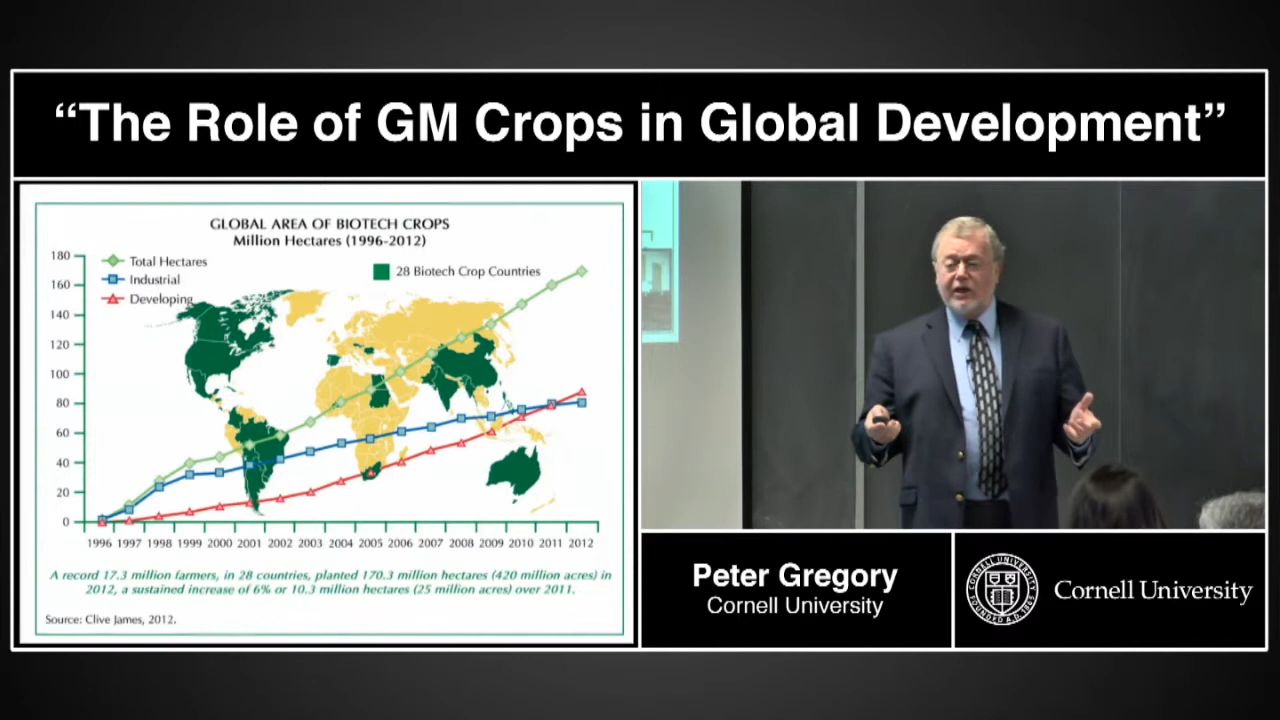 “The Role of GM Crops in Global Development”
GLOBAL AREA OF BIOTECH CROPS
Million Hectares (1996-2012)
180
160
140
120
100
80
60
40
20
0
Total Hectares
Industrial
Developing
28 Biotech Crop Countries
1996 1997 1998 1999 2000 2001 2002 2003 2004 2005 2006 2007 2008 2009 2010 2011 2012
A record 17.3 million farmers, in 28 countries, planted 170.3 million hectares (420 million acres) in
2012, a sustained increase of 6% or 10.3 million hectares (25 million acres) over 2011.
Source: Clive James, 2012.
Peter Gregory
Cornell University
CORNELL UNIVERSITY
FOUNDED A.D. 1865
Cornell University